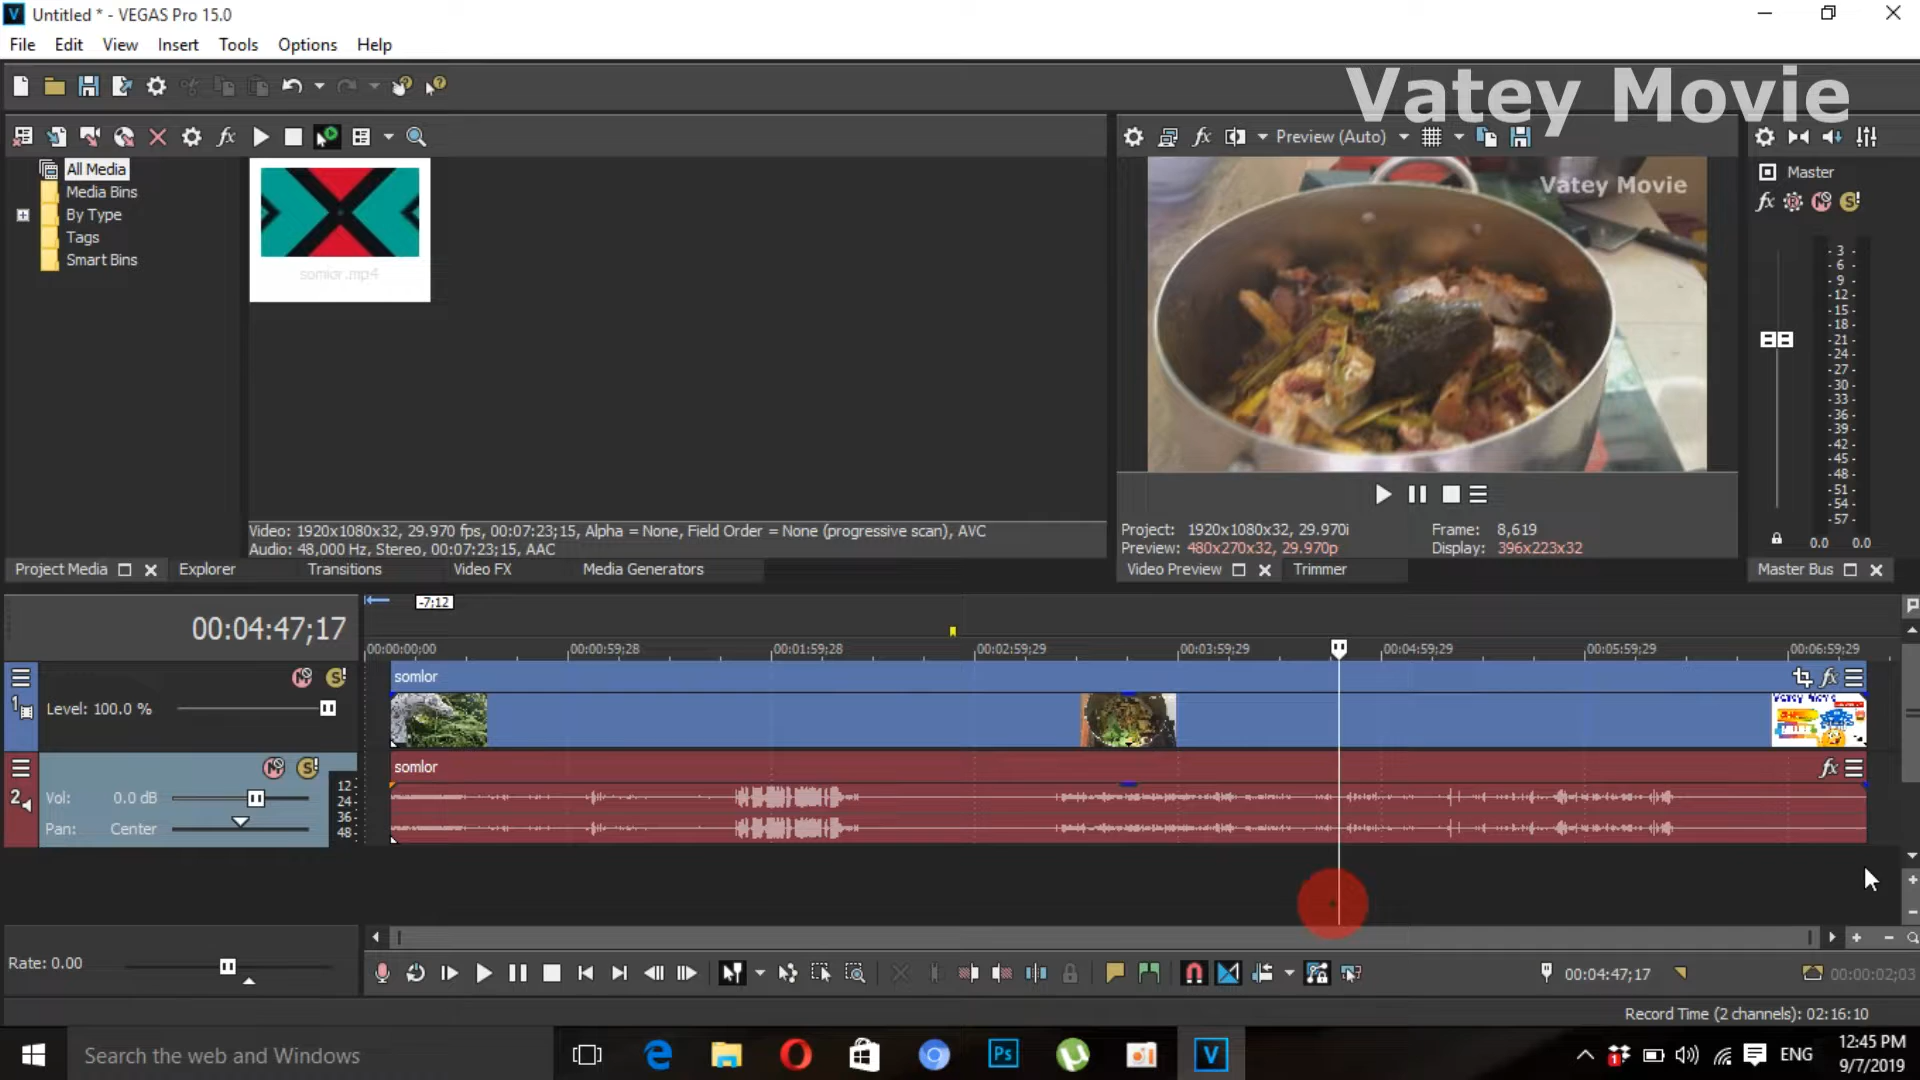 Untitled * - VEGAS Pro 15.0
File Edit View Insert Tools Options Help
Vatey Movie
Preview (Auto)
All Media
Media Bins
By Type
Tags
Smart Bins
somlor.mp4
Vatey Movie
Master
3
6
9
-12-
-15-
-18-
-21-
-24-
-27-
-30-
-33-
-36-
-39-
-42-
-45-
-48-
-51-
-54-
-57-
Video: 1920x1080x32, 29.970 fps, 00:07:23;15, Alpha = None, Field Order = None (progressive scan), AVC
Audio: 48,000 Hz, Stereo, 00:07:23;15, AAC
Project: 1920x1080x32, 29.970i
Frame: 8,619
Preview: 480x270x32, 29.970p
Display: 396x223x32
0.0 0.0
Project Media Explorer Transitions Video FX Media Generators
Video Preview Trimmer
Master Bus
00:04:47;17
-7;12
00:00:00;00 00:00:59;28 00:01:59;28 00:02:59;29 00:03:59;29 00:04:59;29 00:05:59;29 00:06:59;29
somlor
1
Level: 100.0 %
Vatey Movie
somlor
2
Vol: 0.0 dB
Pan: Center
12-
24-
36-
48-
Rate: 0.00
00:04:47;17
00:00:02;03
Record Time (2 channels): 02:16:10
Search the web and Windows
Ps
V
1
ENG
12:45 PM
9/7/2019